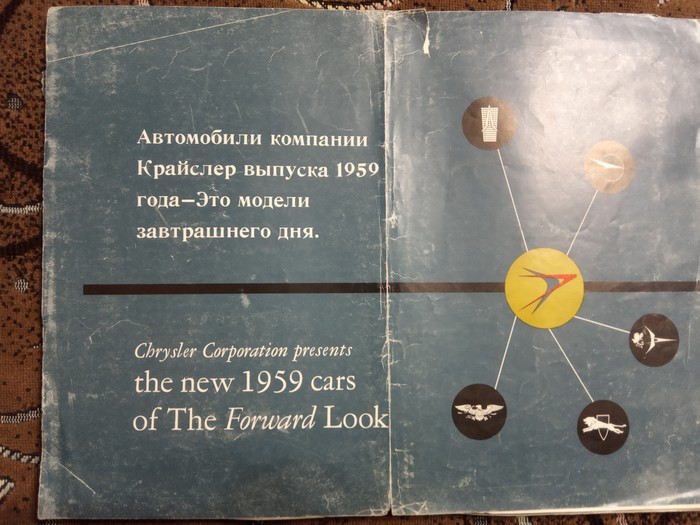 Автомобили компании
Крайслер выпуска 1959
года—Это модели
завтрашнего дня.
Chrysler Corporation presents
the new 1959 cars
of The Forward Look